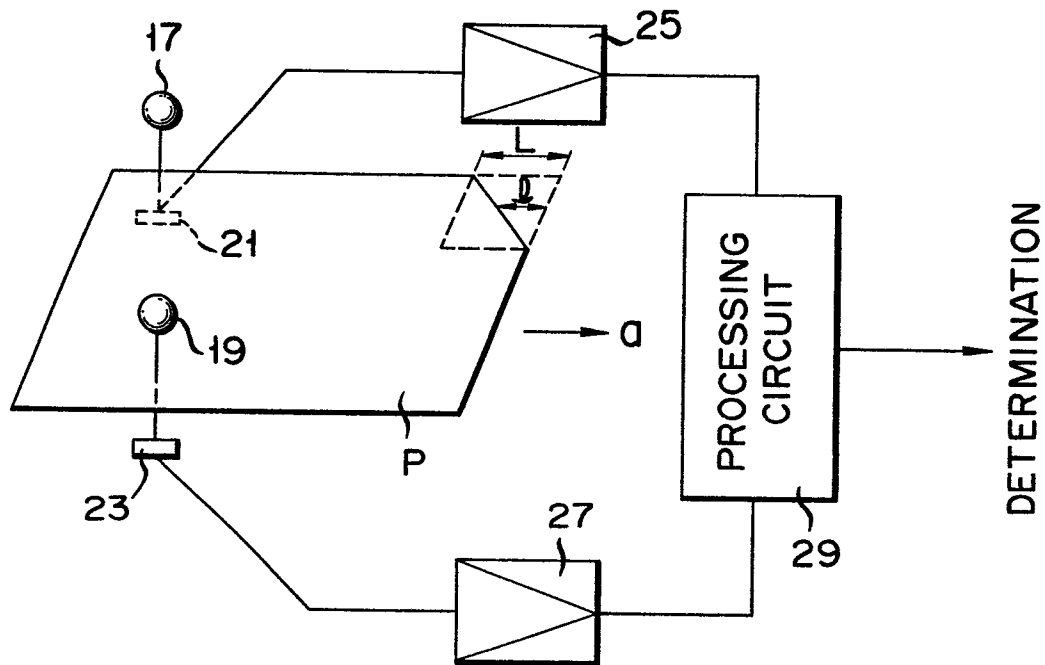 17
25
L
21
19
a
P
23
27
29
PROCESSING
CIRCUIT
DETERMINATION